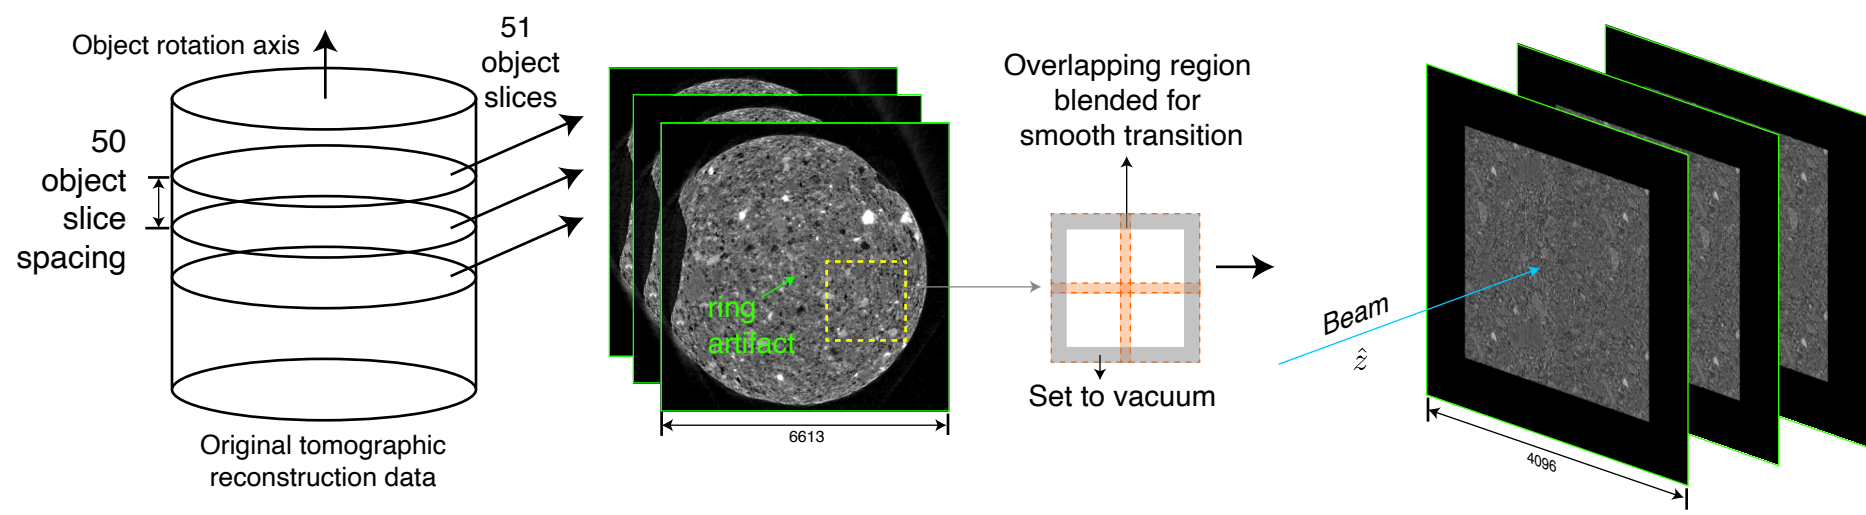 Object rotation axis
51
object
slices
50
object
slice
spacing
Original tomographic
reconstruction data
ring
artifact
6613
Overlapping region
blended for
smooth transition
Set to vacuum
Beam
ẑ
4096